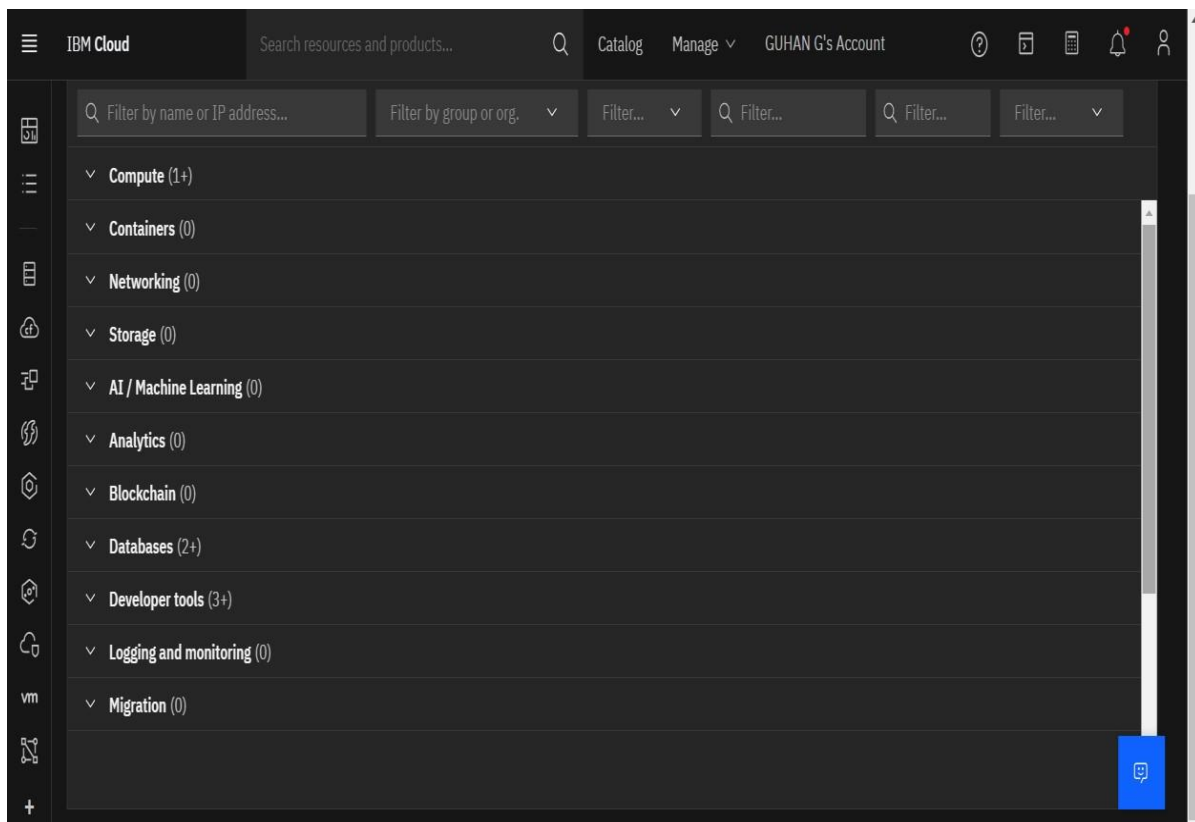 IBM Cloud Search resources and products... Catalog Manage GUHAN G's Account
Filter by name or IP address... Filter by group or org. Filter... Filter... Filter... Filter...
Compute (1+)
Containers (0)
Networking (0)
Storage (0)
AI / Machine Learning (0)
Analytics (0)
Blockchain (0)
Databases (2+)
Developer tools (3+)
Logging and monitoring (0)
Migration (0)
cf
vm